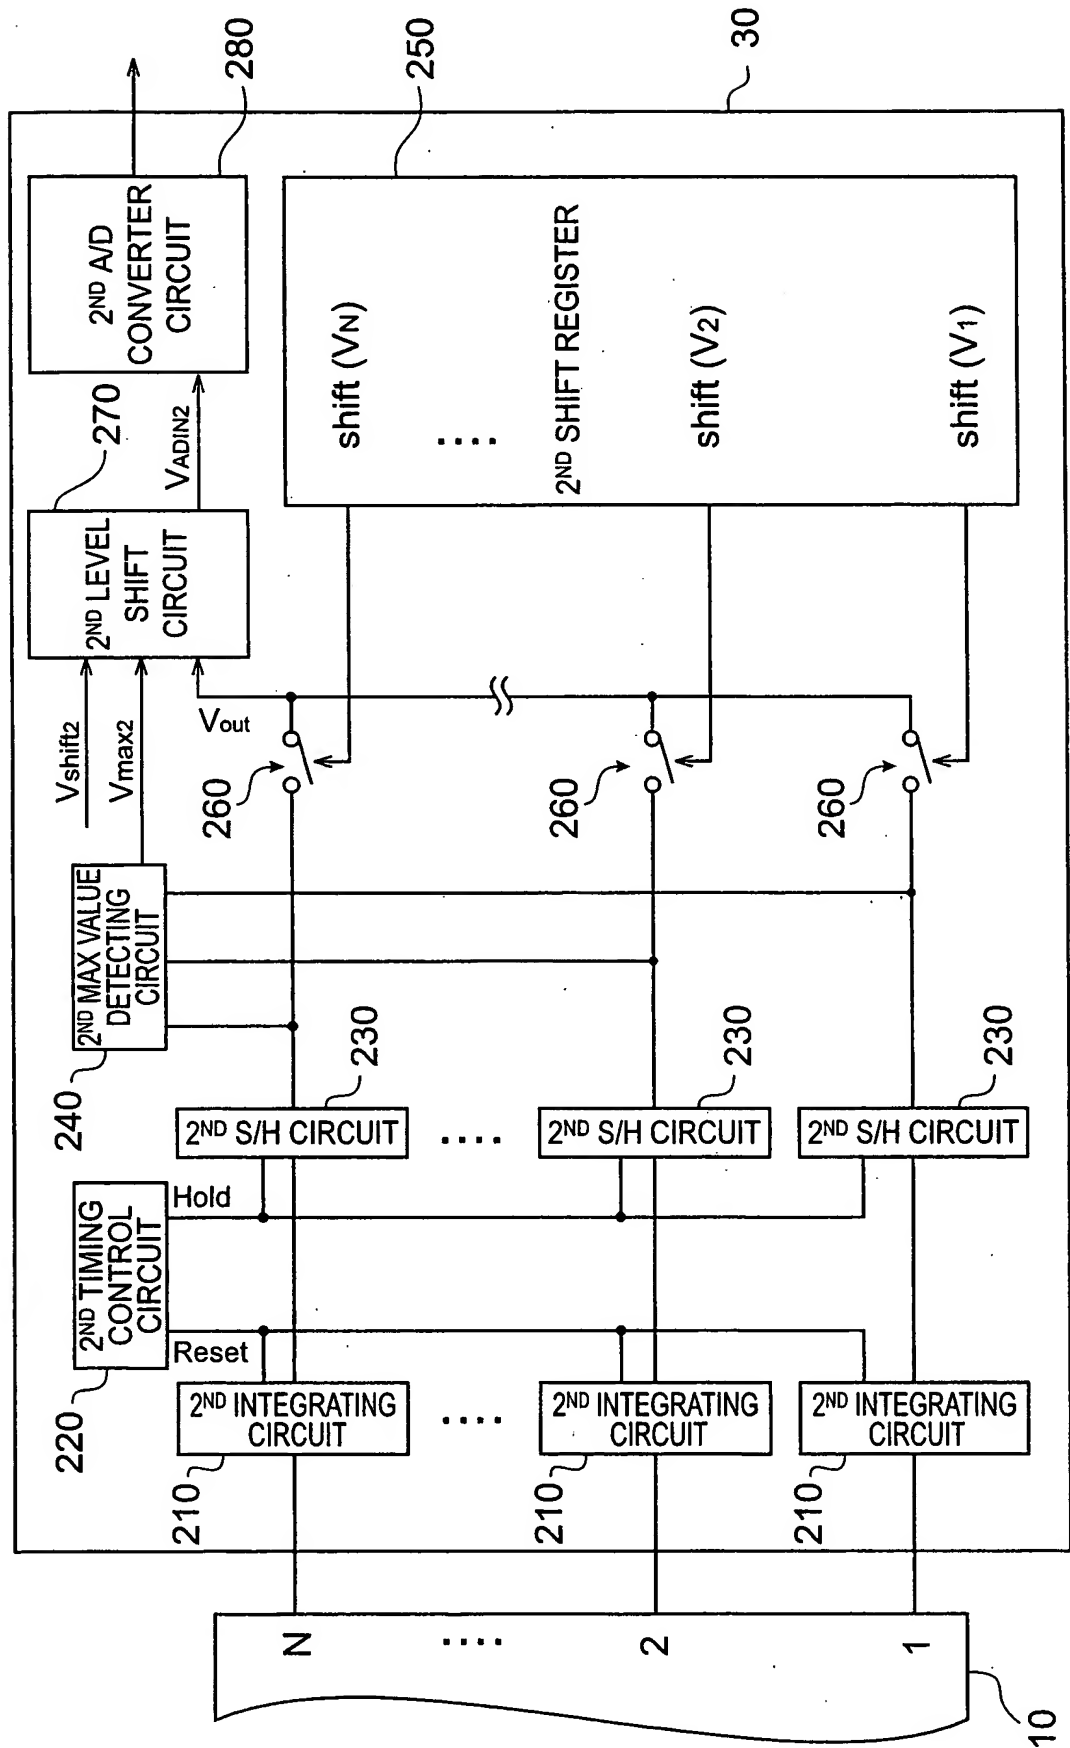 10
1
2
....
N
210
2ND INTEGRATING
CIRCUIT
....
210
2ND INTEGRATING
CIRCUIT
210
2ND INTEGRATING
CIRCUIT
220
2ND TIMING
CONTROL
CIRCUIT
Reset
Hold
2ND S/H CIRCUIT
230
....
2ND S/H CIRCUIT
230
2ND S/H CIRCUIT
230
240
2ND MAX VALUE
DETECTING
CIRCUIT
Vshift2
Vmax2
Vout
260
260
260
2ND LEVEL
SHIFT
CIRCUIT
270
VADIN2
2ND A/D
CONVERTER
CIRCUIT
280
shift (VN)
....
2ND SHIFT REGISTER
shift (V2)
shift (V1)
250
30